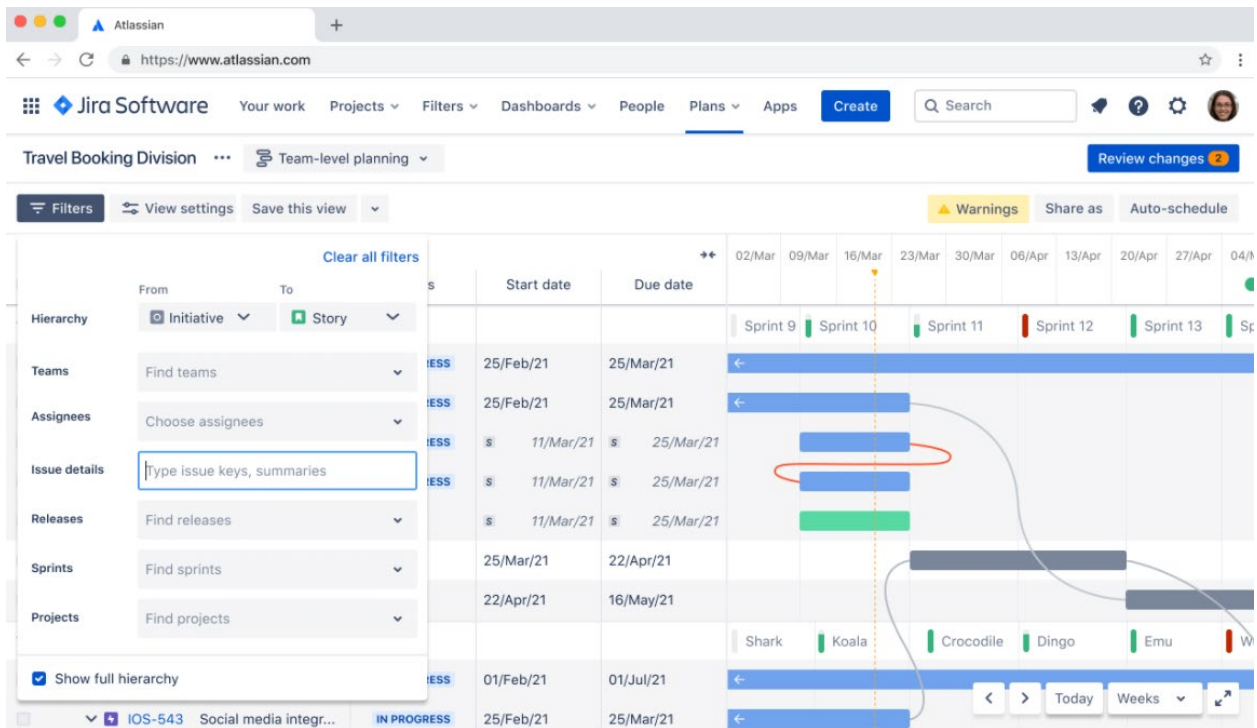 Atlassian
https://www.atlassian.com
Jira Software Your work Projects Filters Dashboards People Plans Apps Create Search
Travel Booking Division ••• Team-level planning Review changes 2
Filters View settings Save this view Warnings Share as Auto-schedule
Clear all filters
02/Mar 09/Mar 16/Mar 23/Mar 30/Mar 06/Apr 13/Apr 20/Apr 27/Apr
Start date Due date
From To
Hierarchy Initiative Story
Sprint 9 Sprint 10 Sprint 11 Sprint 12 Sprint 13
Teams Find teams
25/Feb/21 25/Mar/21
Assignees Choose assignees
25/Feb/21 25/Mar/21
S 11/Mar/21 S 25/Mar/21
Issue details Type issue keys, summaries
S 11/Mar/21 S 25/Mar/21
Releases Find releases
S 11/Mar/21 S 25/Mar/21
Sprints Find sprints
25/Mar/21 22/Apr/21
Projects Find projects
22/Apr/21 16/May/21
Shark Koala Crocodile Dingo Emu
Show full hierarchy
01/Feb/21 01/Jul/21
Today Weeks
IOS-543 Social media integr... IN PROGRESS 25/Feb/21 25/Mar/21